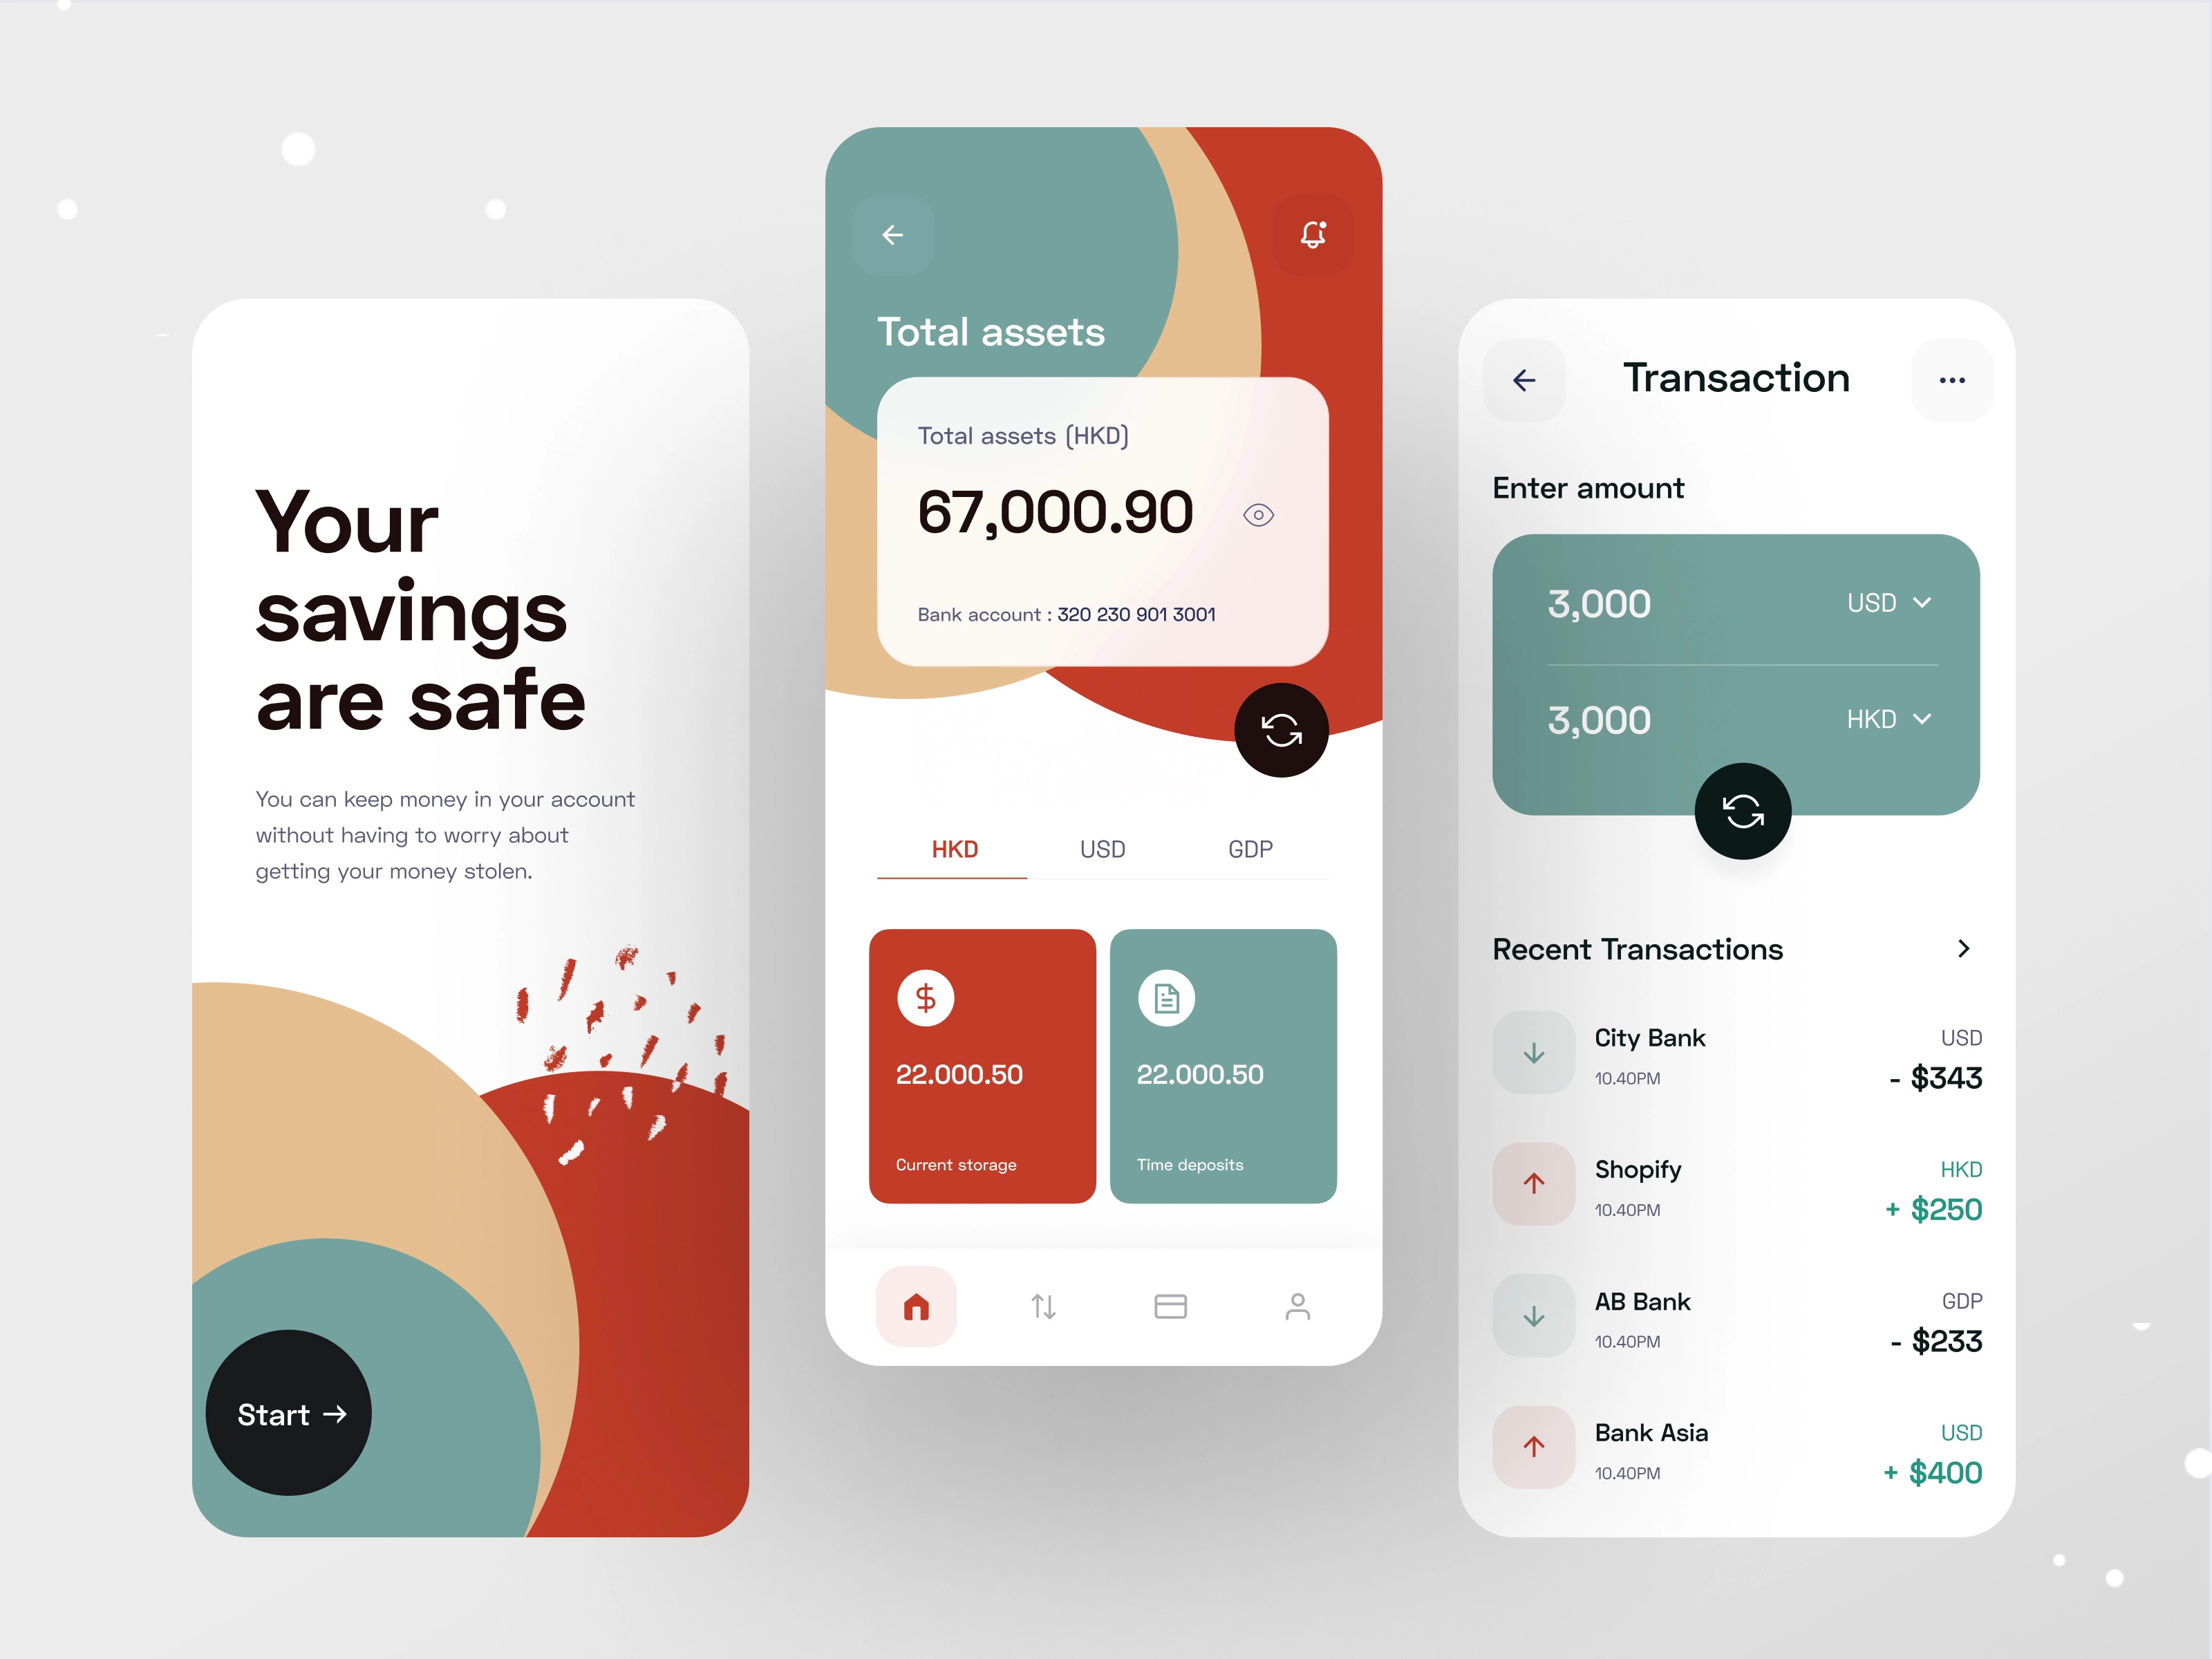 Your
savings
are safe
You can keep money in your account
without having to worry about
getting your money stolen.
Start →
Total assets
Total assets (HKD)
67,000.90
Bank account : 320 230 901 3001
HKD USD GDP
22.000.50
Current storage
22.000.50
Time deposits
Transaction
Enter amount
3,000 USD
3,000 HKD
Recent Transactions
City Bank USD
10.40PM - $343
Shopify HKD
10.40PM + $250
AB Bank GDP
10.40PM - $233
Bank Asia USD
10.40PM + $400